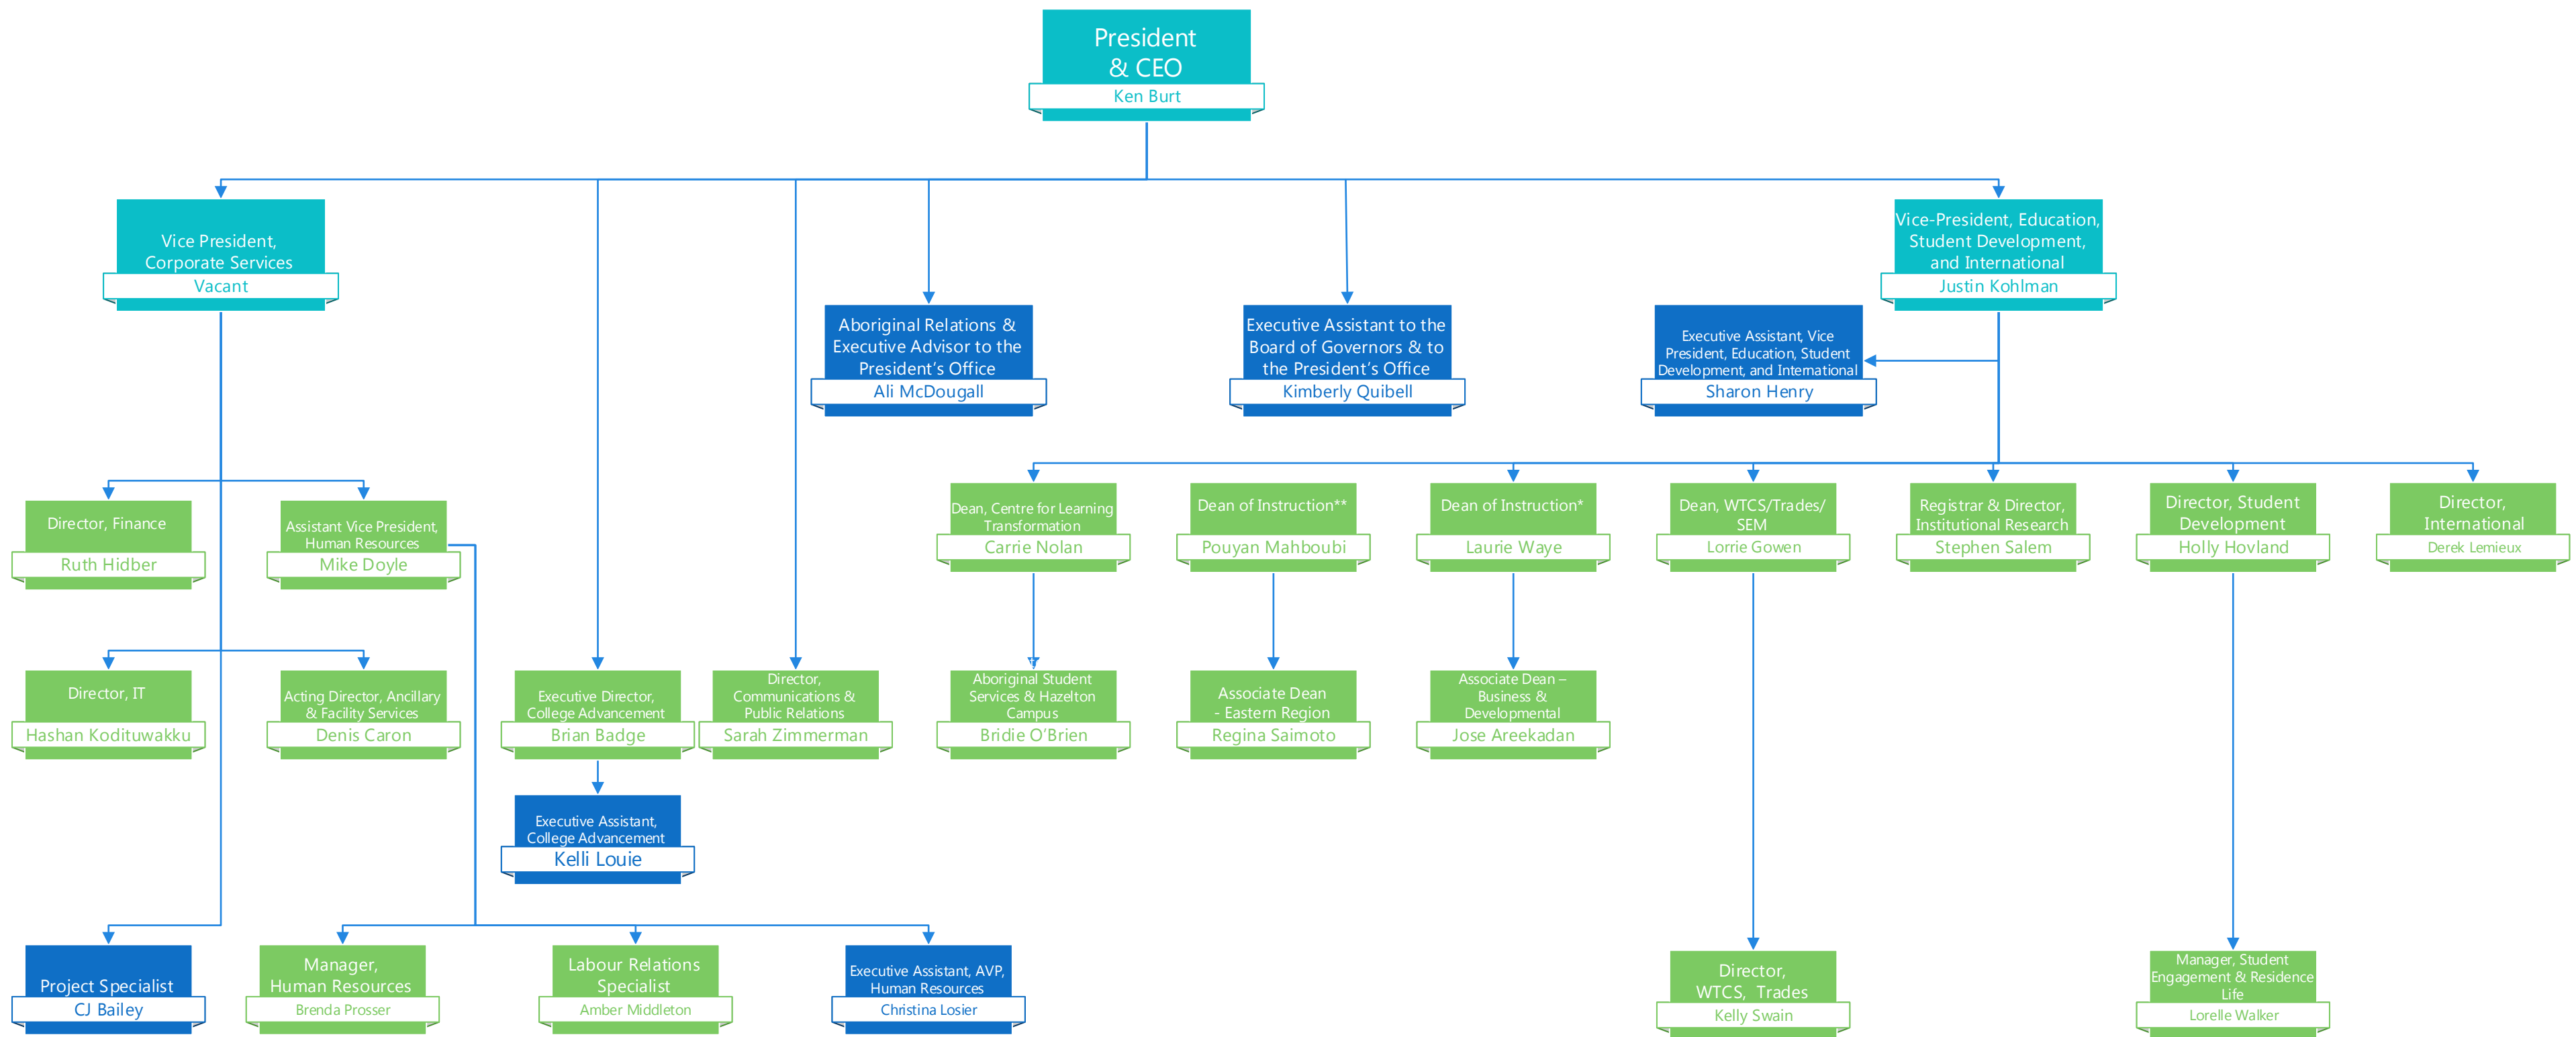 President
& CEO
Ken Burt
Vice President,
Corporate Services
Vacant
Vice-President, Education,
Student Development,
and International
Justin Kohlman
Aboriginal Relations &
Executive Advisor to the
President's Office
Ali McDougall
Executive Assistant to the
Board of Governors & to
the President's Office
Kimberly Quibell
Executive Assistant, Vice
President, Education, Student
Development, and International
Sharon Henry
Director, Finance
Ruth Hidber
Assistant Vice President,
Human Resources
Mike Doyle
Dean, Centre for Learning
Transformation
Carrie Nolan
Dean of Instruction**
Pouyan Mahboubi
Dean of Instruction*
Laurie Waye
Dean, WTCS/Trades/
SEM
Lorrie Gowen
Registrar & Director,
Institutional Research
Stephen Salem
Director, Student
Development
Holly Hovland
Director,
International
Derek Lemieux
Director, IT
Hashan Kodituwakku
Acting Director, Ancillary
& Facility Services
Denis Caron
Executive Director,
College Advancement
Brian Badge
Director,
Communications &
Public Relations
Sarah Zimmerman
Aboriginal Student
Services & Hazelton
Campus
Bridie O'Brien
Associate Dean
- Eastern Region
Regina Saimoto
Associate Dean –
Business &
Developmental
Jose Areekadan
Executive Assistant,
College Advancement
Kelli Louie
Project Specialist
CJ Bailey
Manager,
Human Resources
Brenda Prosser
Labour Relations
Specialist
Amber Middleton
Executive Assistant, AVP,
Human Resources
Christina Losier
Director,
WTCS, Trades
Kelly Swain
Manager, Student
Engagement & Residence
Life
Lorelle Walker